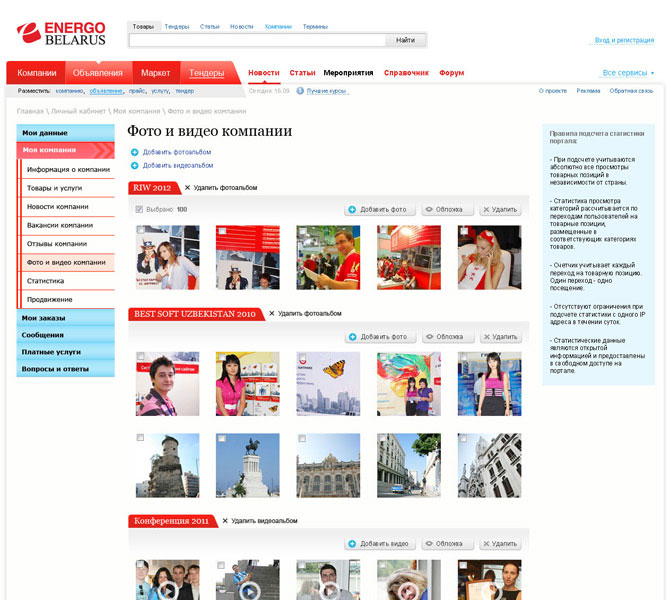 ENERGO
BELARUS
Товары Тендеры Статьи Новости Компании Термины
Найти
Вход и регистрация
Компании Объявления Маркет Тендеры Новости Статьи Мероприятия Справочник Форум Все сервисы
Разместить: компанию, объявление, прайс, услугу, тендер Сегодня 16.09 Лучшие курсы О проекте Реклама Обратная связь
Главная \ Личный кабинет \ Моя компания \ Фото и видео компании
Мои данные
Моя компания
Информация о компании
Товары и услуги
Новости компании
Вакансии компании
Отзывы компании
Фото и видео компании
Статистика
Продвижение
Мои заказы
Сообщения
Платные услуги
Вопросы и ответы
Фото и видео компании
Добавить фотоальбом
Добавить видеоальбом
RIW 2012 Удалить фотоальбом
Выбрано: 100 Добавить фото Обложка Удалить
BEST SOFT UZBEKISTAN 2010 Удалить фотоальбом
Добавить фото Обложка Удалить
Конференция 2011 Удалить видеоальбом
Добавить видео Обложка Удалить
Правила подсчета статистики
портала:
- При подсчете учитываются
абсолютно все просмотры
товарных позиций в
независимости от страны.
- Статистика просмотра
категорий рассчитывается по
переходам пользователей на
товарные позиции,
размещенные в
соответствующих категориях
товаров.
- Счетчик учитывает каждый
переход на товарную позицию.
Один переход - одно
посещение.
- Отсутствуют ограничения при
подсчете статистики с одного IP
адреса в течении суток.
- Статистические данные
являются открытой
информацией и предоставлены
в свободном доступе на
портале.